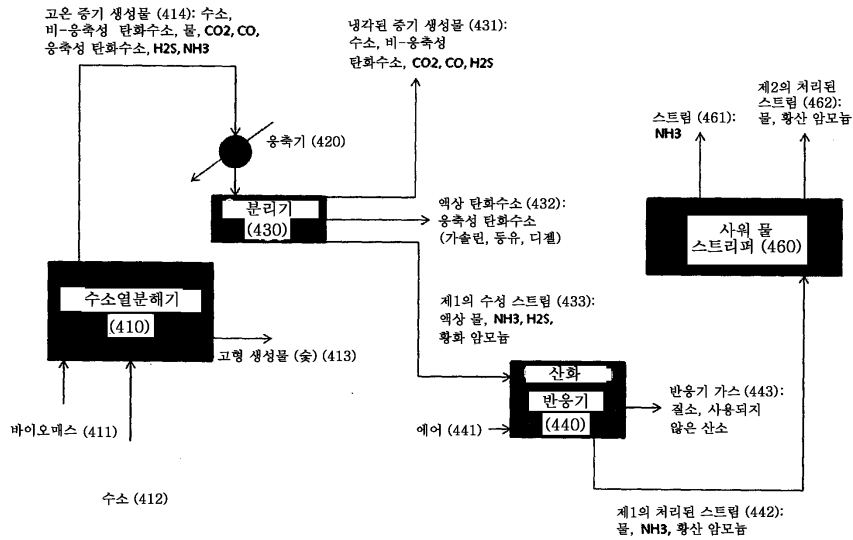 고온 증기 생성물 (414): 수소,
비-응축성 탄화수소, 물, CO2, CO,
응축성 탄화수소, H2S, NH3
냉각된 증기 생성물 (431):
수소, 비-응축성
탄화수소, CO2, CO, H2S
제2의 처리된
스트림 (462):
물, 황산 암모늄
스트림 (461):
NH3
응축기 (420)
분리기
(430)
액상 탄화수소 (432):
응축성 탄화수소
(가솔린, 등유, 디젤)
사워 물
스트리퍼 (460)
수소열분해기
(410)
제1의 수성 스트림 (433):
액상 물, NH3, H2S,
황화 암모늄
고형 생성물 (숯) (413)
산화
반응기
(440)
반응기 가스 (443):
질소, 사용되지
않은 산소
바이오매스 (411)
에어 (441)
수소 (412)
제1의 처리된 스트림 (442):
물, NH3, 황산 암모늄